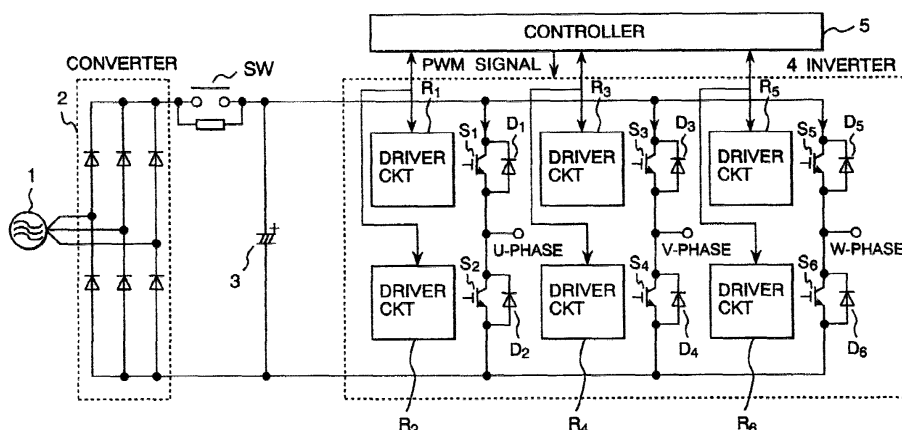 CONTROLLER
5
CONVERTER
SW
PWM SIGNAL
4 INVERTER
2
R1
R3
R5
S1
D1
S3
D3
S5
D5
DRIVER
CKT
DRIVER
CKT
DRIVER
CKT
1
U-PHASE
V-PHASE
W-PHASE
3
+
S2
S4
S6
DRIVER
CKT
DRIVER
CKT
DRIVER
CKT
D2
D4
D6
R2
R4
R6